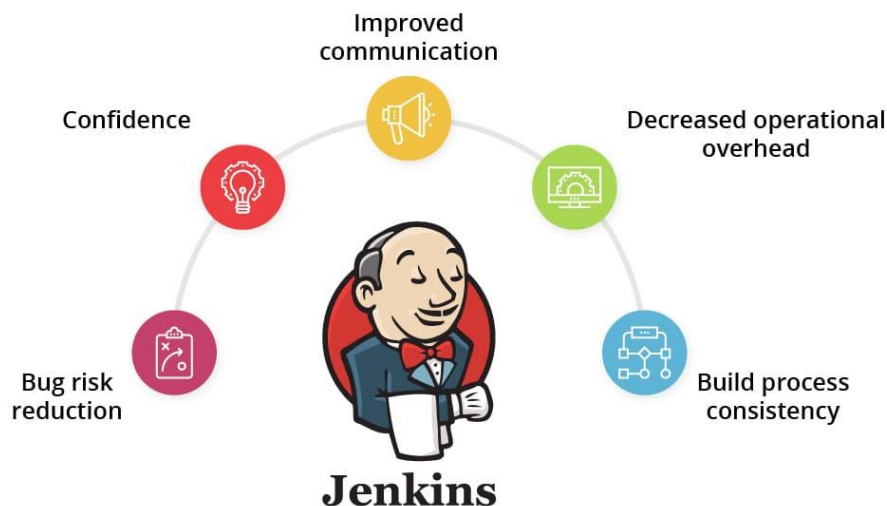 Improved
communication
Confidence
Decreased operational
overhead
Bug risk
reduction
Build process
consistency
Jenkins